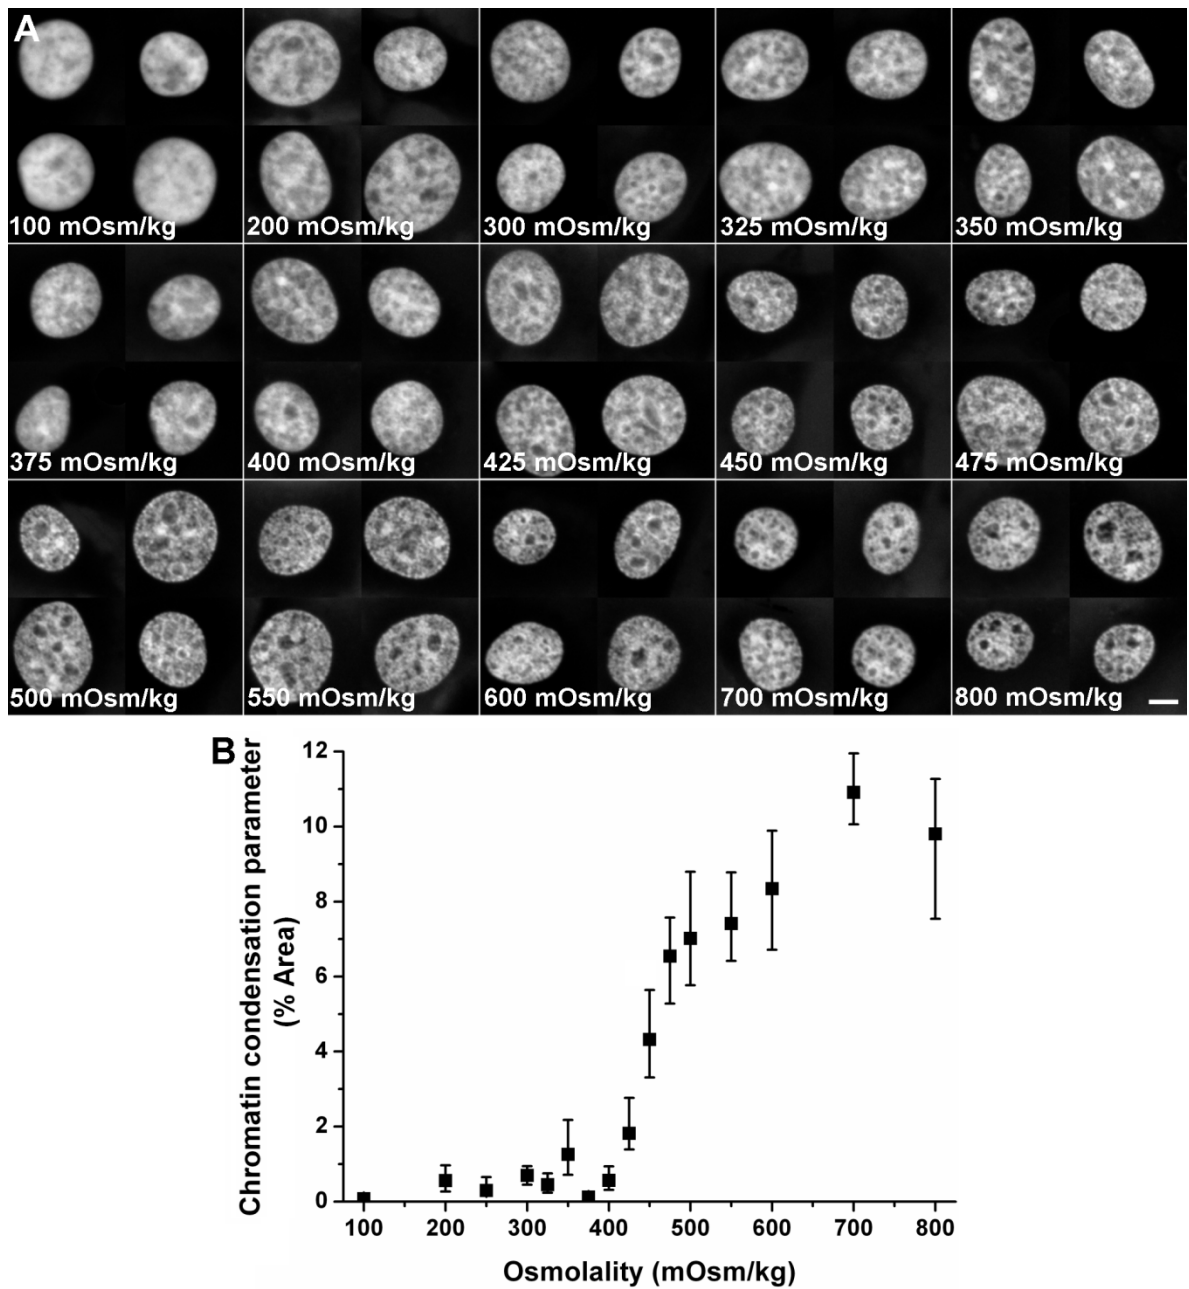 A
100 mOsm/kg
200 mOsm/kg
300 mOsm/kg
325 mOsm/kg
350 mOsm/kg
375 mOsm/kg
400 mOsm/kg
425 mOsm/kg
450 mOsm/kg
475 mOsm/kg
500 mOsm/kg
550 mOsm/kg
600 mOsm/kg
700 mOsm/kg
800 mOsm/kg
B
Chromatin condensation parameter
(% Area)
12
10
8
6
4
2
0
100
200
300
400
500
600
700
800
Osmolality (mOsm/kg)